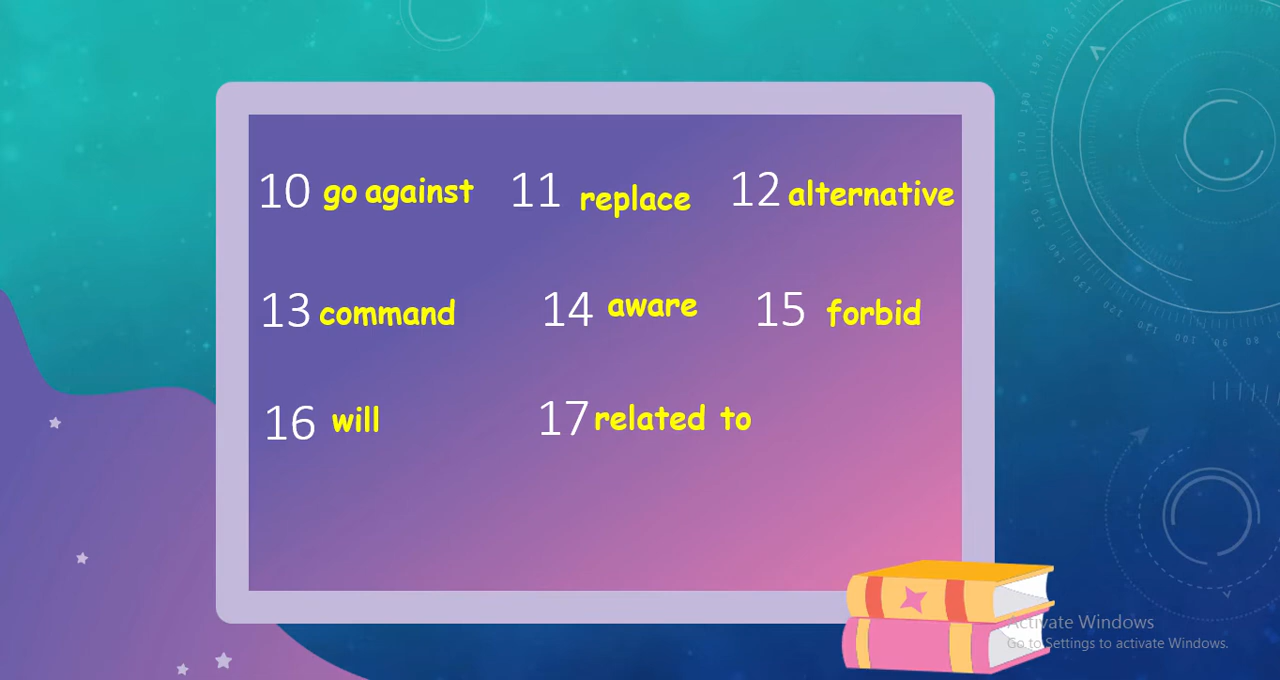 10 go against 11 replace 12 alternative
13 command 14 aware 15 forbid
16 will 17 related to
Activate Windows
Go to Settings to activate Windows.